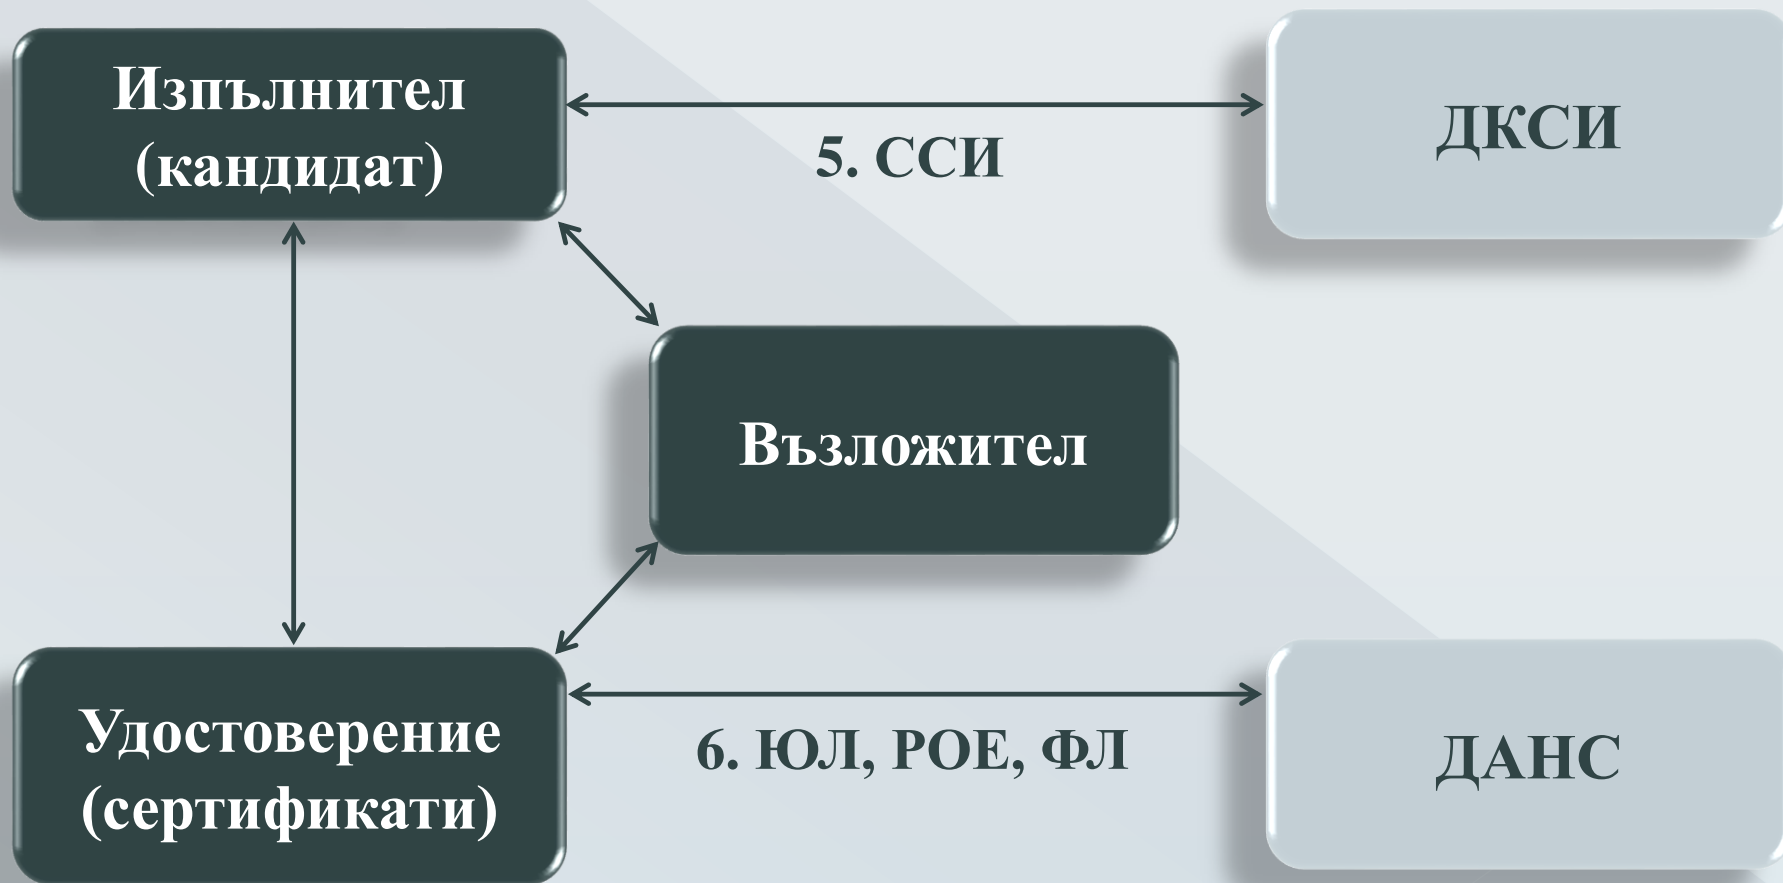 Изпълнител
(кандидат)
5. ССИ
ДКСИ
Възложител
Удостоверение
(сертификати)
6. ЮЛ, РОЕ, ФЛ
ДАНС